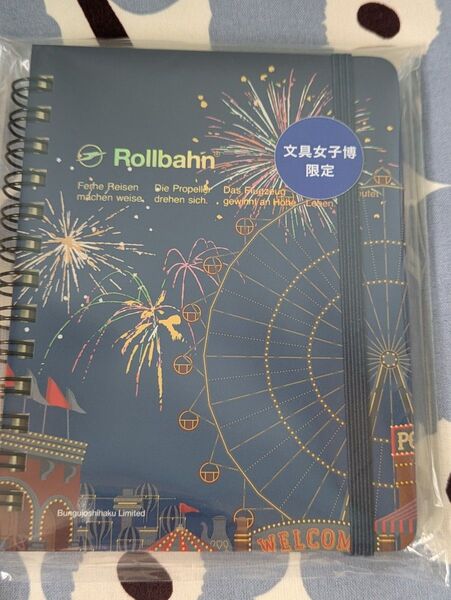 Rollbahn
文具女子博
限定
Ferne Reisen
machen weise.
Die Propeller
drehen sich.
Das Flugzeug
gewinnt an Höhe.
Bungujoshihaku Limited
WELCOME